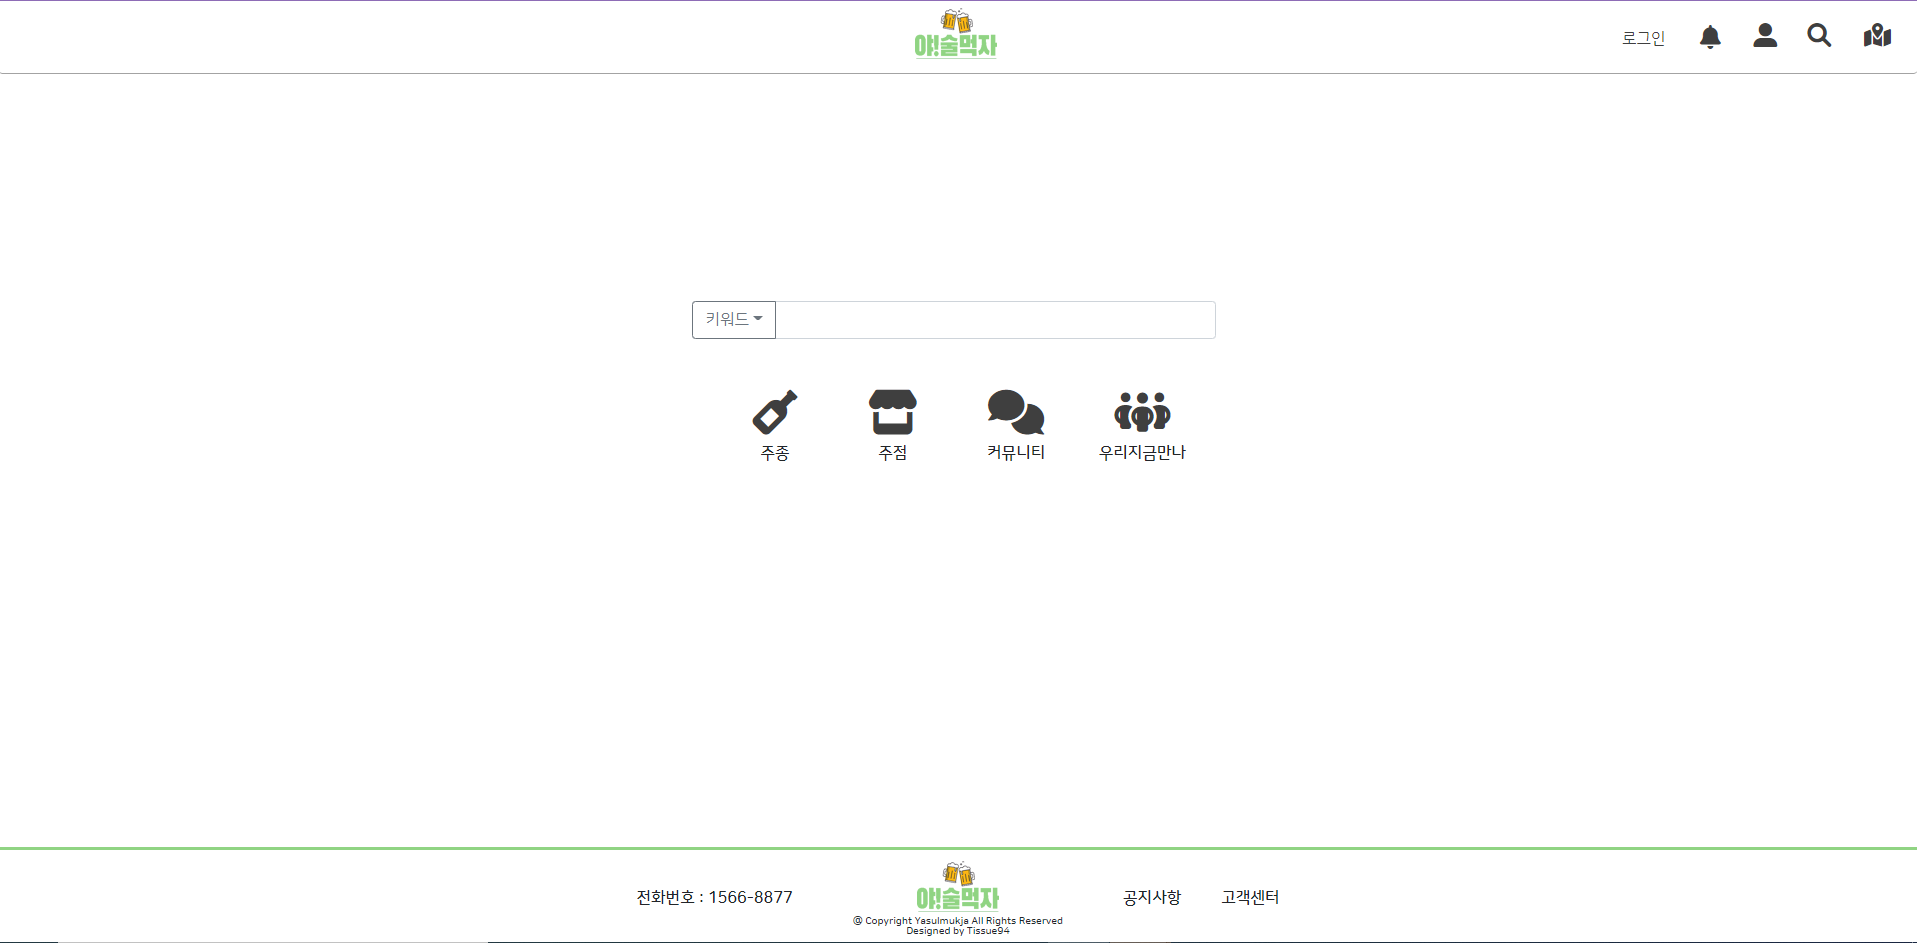 야!술먹자
로그인
키워드
주종
주점
커뮤니티
우리지금만나
전화번호 : 1566-8877
야!술먹자
@ Copyright Yasulmukja All Rights Reserved
Designed by Tissue94
공지사항
고객센터